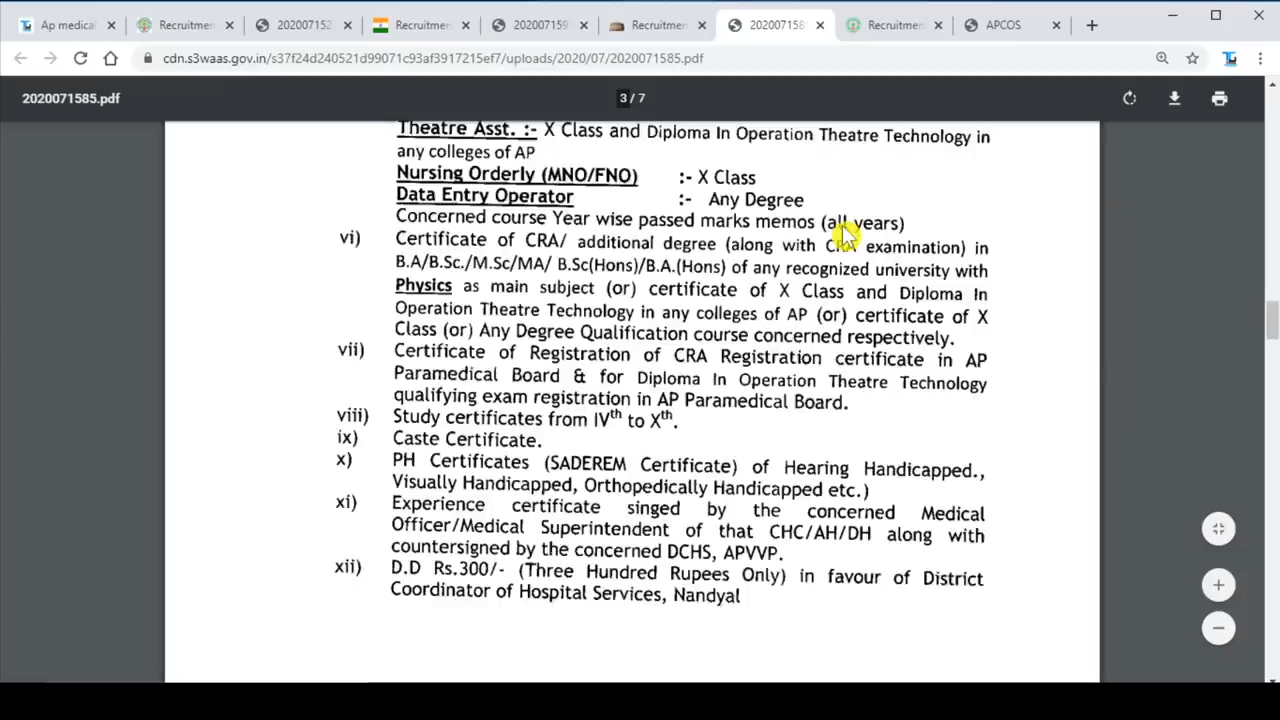 Ap medical
Recruitmen
202007152
Recruitmen
202007159
Recruitmen
202007158
Recruitmen
APCOS
cdn.s3waas.gov.in/s37f24d240521d99071c93af3917215ef7/uploads/2020/07/2020071585.pdf
2020071585.pdf
3 / 7
Theatre Asst. :- X Class and Diploma In Operation Theatre Technology in
any colleges of AP
Nursing Orderly (MNO/FNO) :- X Class
Data Entry Operator :- Any Degree
Concerned course Year wise passed marks memos (all years)
vi) Certificate of CRA/ additional degree (along with CRA examination) in
B.A/B.Sc./M.Sc/MA/ B.Sc(Hons)/B.A.(Hons) of any recognized university with
Physics as main subject (or) certificate of X Class and Diploma In
Operation Theatre Technology in any colleges of AP (or) certificate of X
Class (or) Any Degree Qualification course concerned respectively.
vii) Certificate of Registration of CRA Registration certificate in AP
Paramedical Board & for Diploma In Operation Theatre Technology
qualifying exam registration in AP Paramedical Board.
viii) Study certificates from IVth to Xth.
ix) Caste Certificate.
x) PH Certificates (SADEREM Certificate) of Hearing Handicapped.,
Visually Handicapped, Orthopedically Handicapped etc.)
xi) Experience certificate singed by the concerned Medical
Officer/Medical Superintendent of that CHC/AH/DH along with
countersigned by the concerned DCHS, APVVP.
xii) D.D Rs.300/- (Three Hundred Rupees Only) in favour of District
Coordinator of Hospital Services, Nandyal